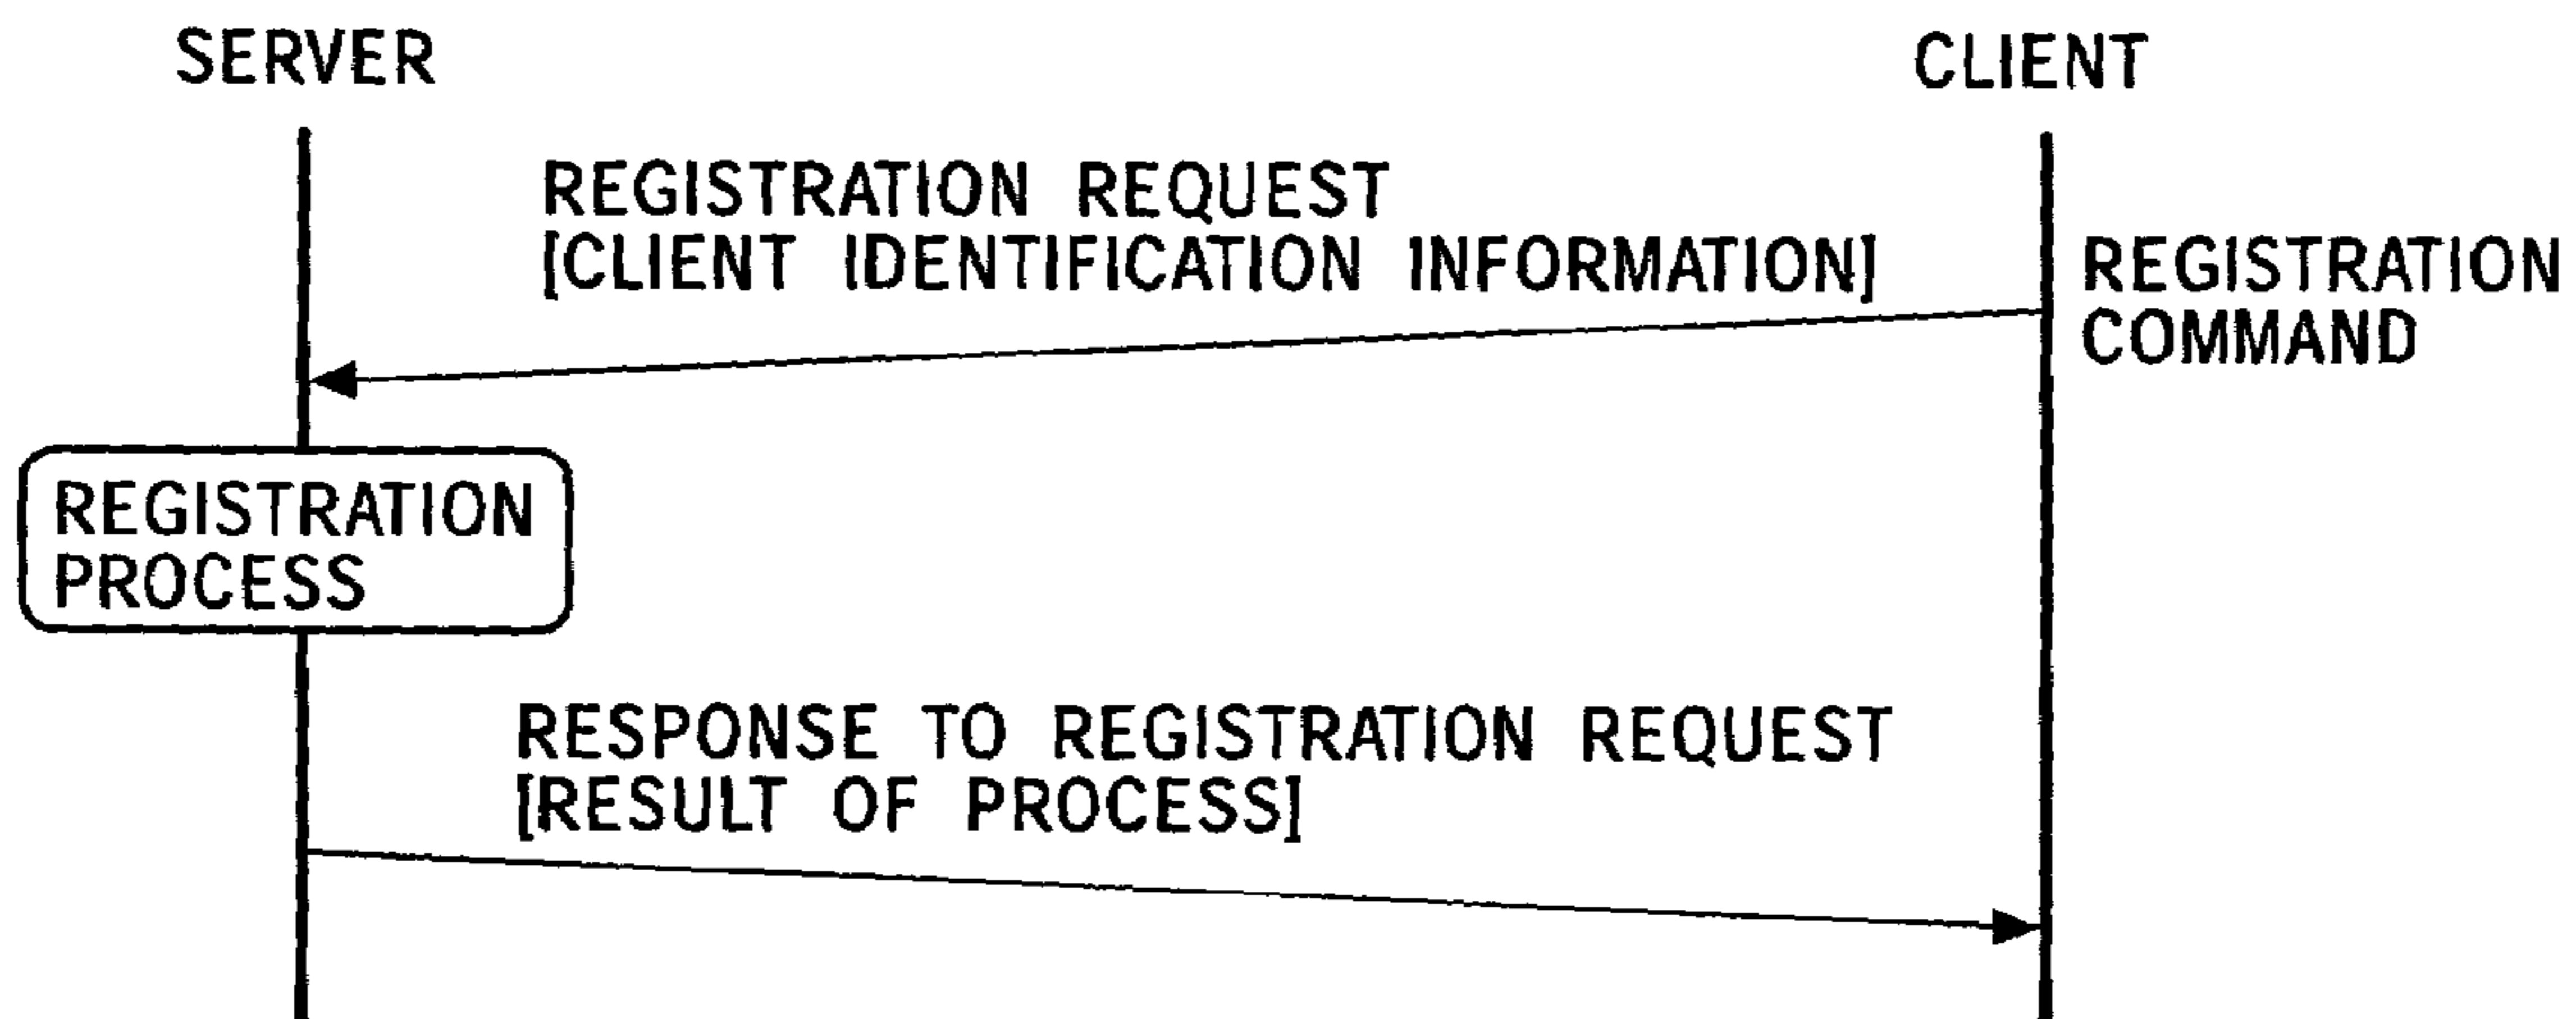 SERVER
CLIENT
REGISTRATION REQUEST
[CLIENT IDENTIFICATION INFORMATION]
REGISTRATION
COMMAND
REGISTRATION
PROCESS
RESPONSE TO REGISTRATION REQUEST
[RESULT OF PROCESS]